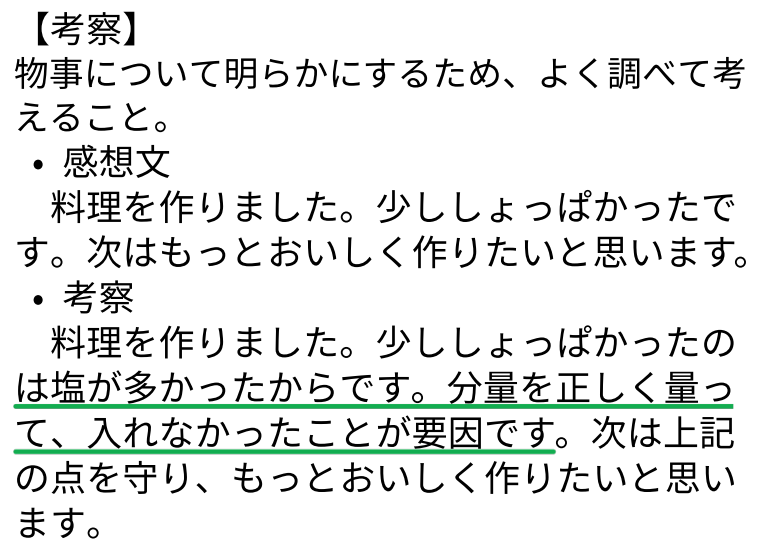 【考察】
物事について明らかにするため、よく調べて考
えること。
・感想文
　料理を作りました。少ししょっぱかったで
す。次はもっとおいしく作りたいと思います。
・考察
　料理を作りました。少ししょっぱかったの
は塩が多かったからです。分量を正しく量っ
て、入れなかったことが要因です。次は上記
の点を守り、もっとおいしく作りたいと思い
ます。